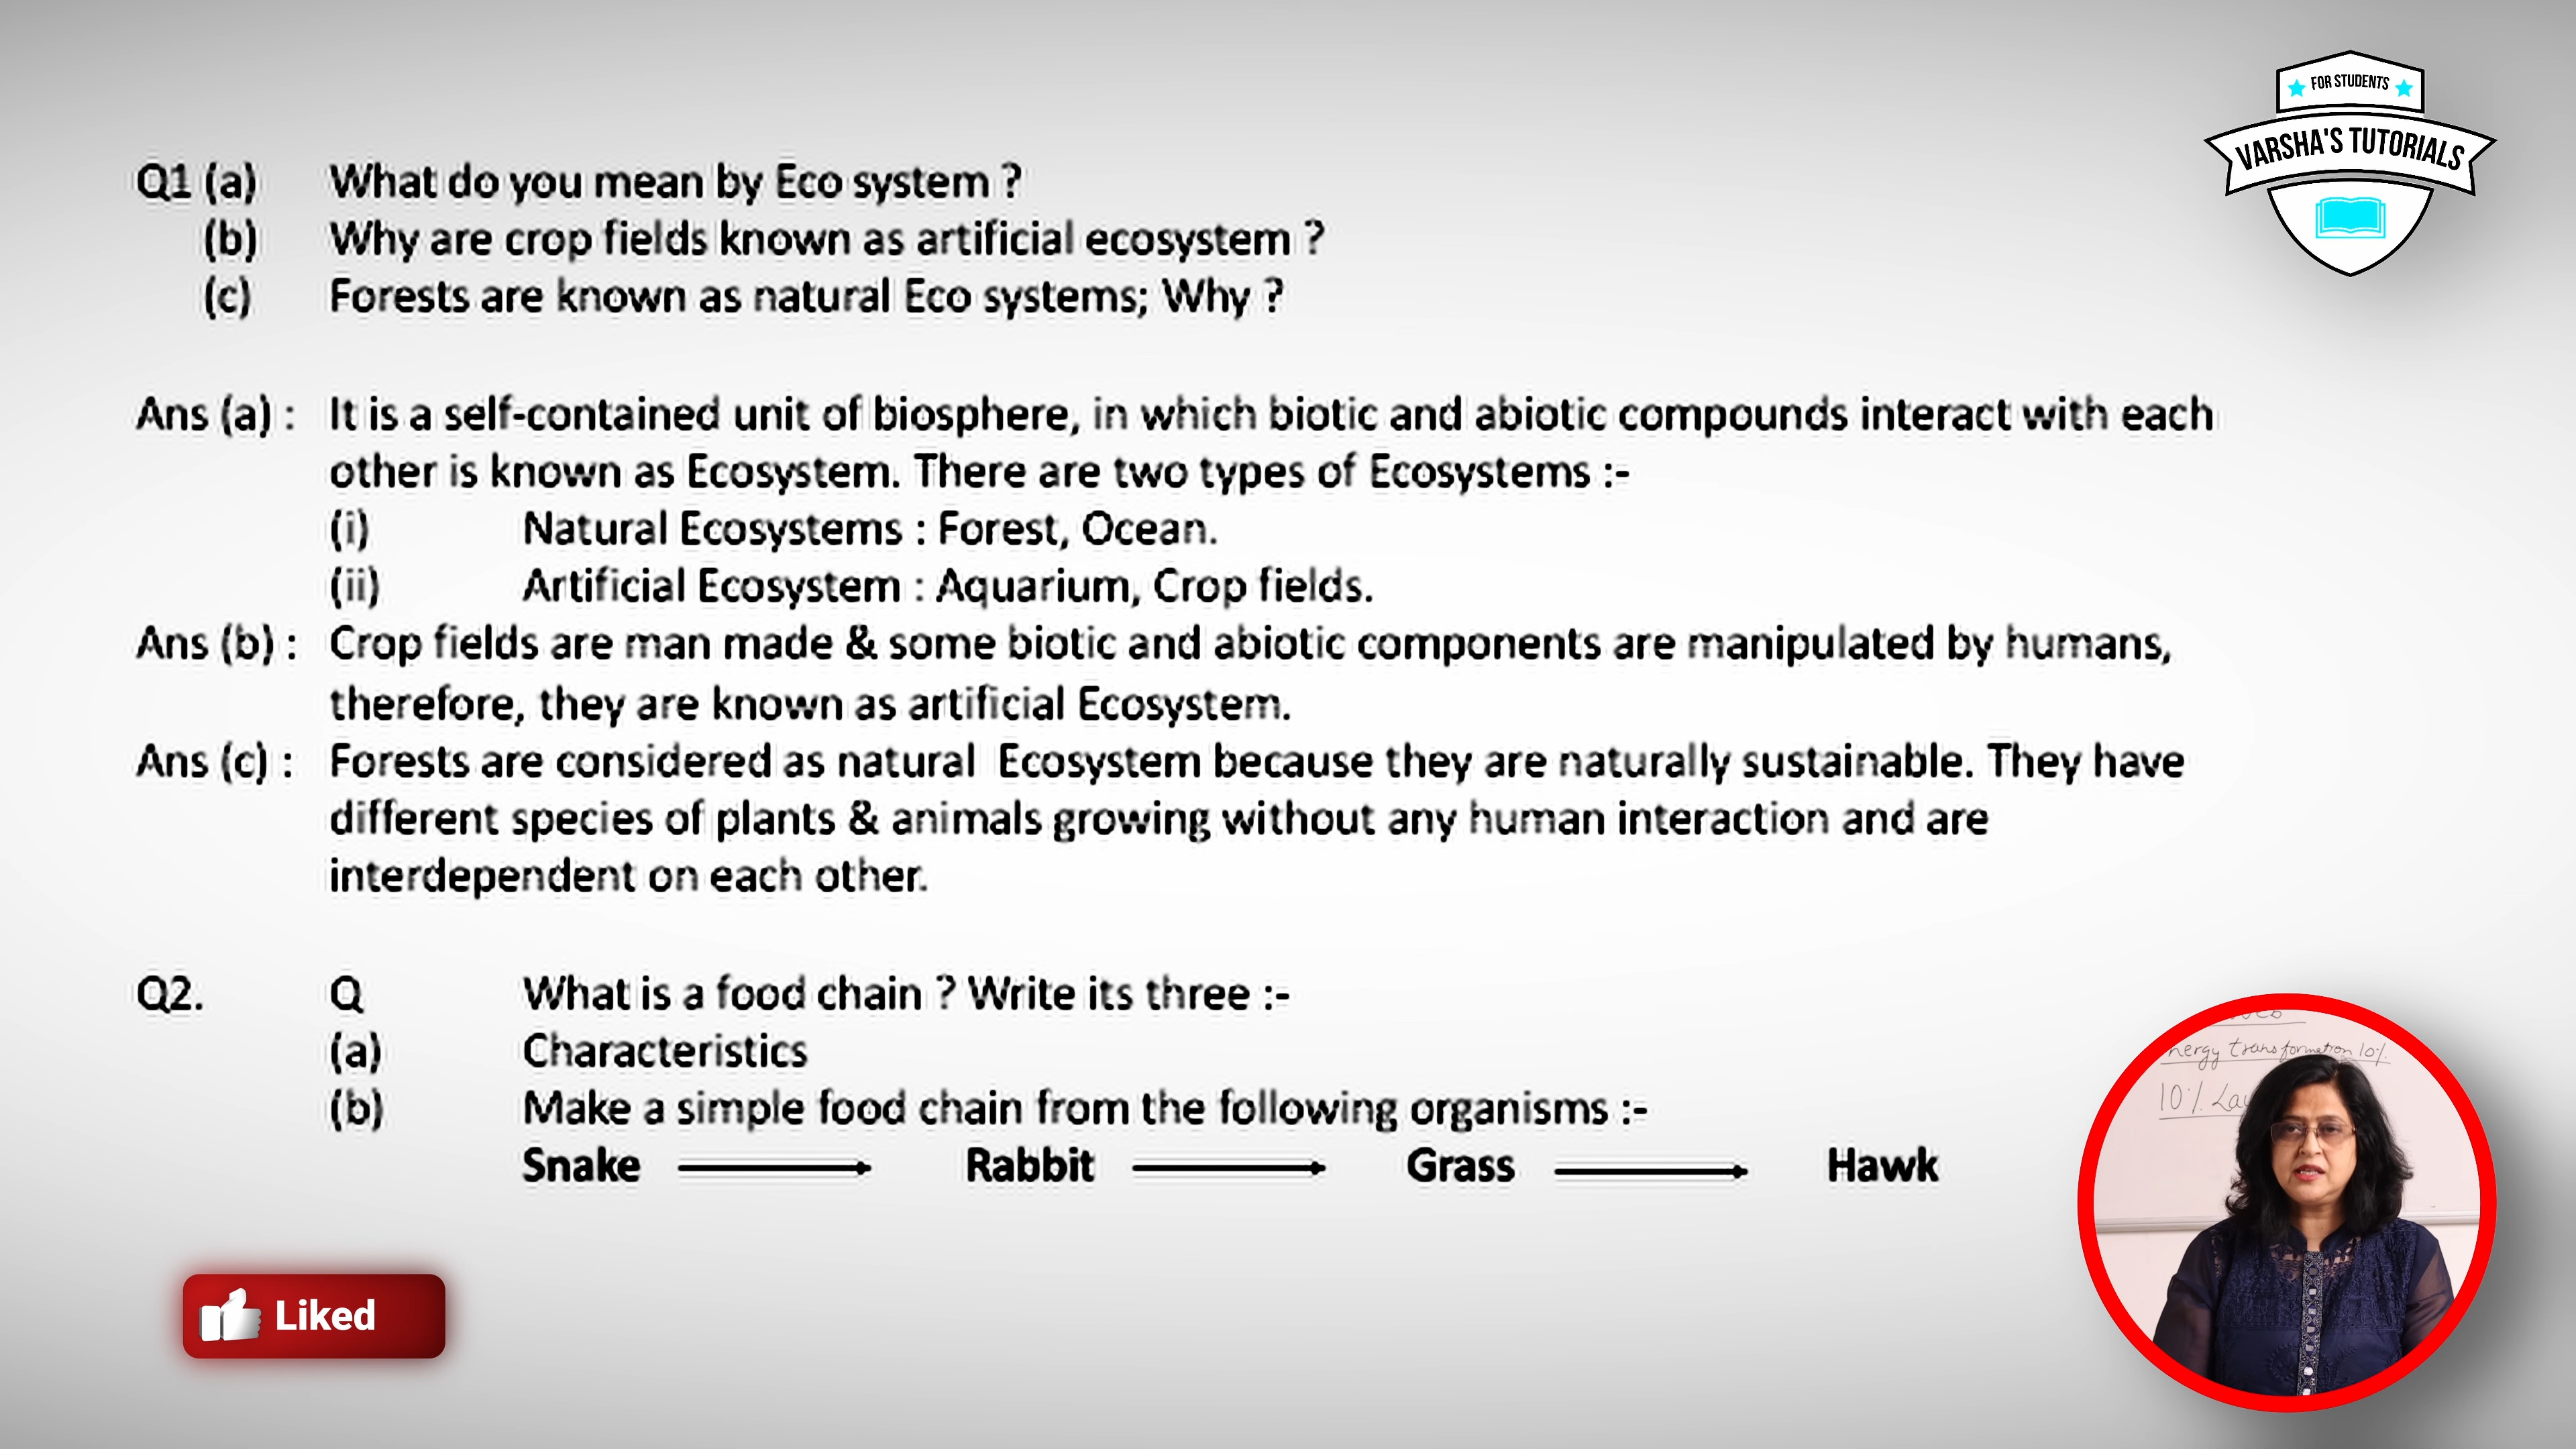 FOR STUDENTS
VARSHA'S TUTORIALS
Q1 (a) What do you mean by Eco system ?
(b) Why are crop fields known as artificial ecosystem ?
(c) Forests are known as natural Eco systems; Why ?
Ans (a) : It is a self-contained unit of biosphere, in which biotic and abiotic compounds interact with each
other is known as Ecosystem. There are two types of Ecosystems :-
(i) Natural Ecosystems : Forest, Ocean.
(ii) Artificial Ecosystem : Aquarium, Crop fields.
Ans (b) : Crop fields are man made & some biotic and abiotic components are manipulated by humans,
therefore, they are known as artificial Ecosystem.
Ans (c) : Forests are considered as natural Ecosystem because they are naturally sustainable. They have
different species of plants & animals growing without any human interaction and are
interdependent on each other.
Q2. Q What is a food chain ? Write its three :-
(a) Characteristics
(b) Make a simple food chain from the following organisms :-
Snake Rabbit Grass Hawk
transformation 10%
10%
Liked